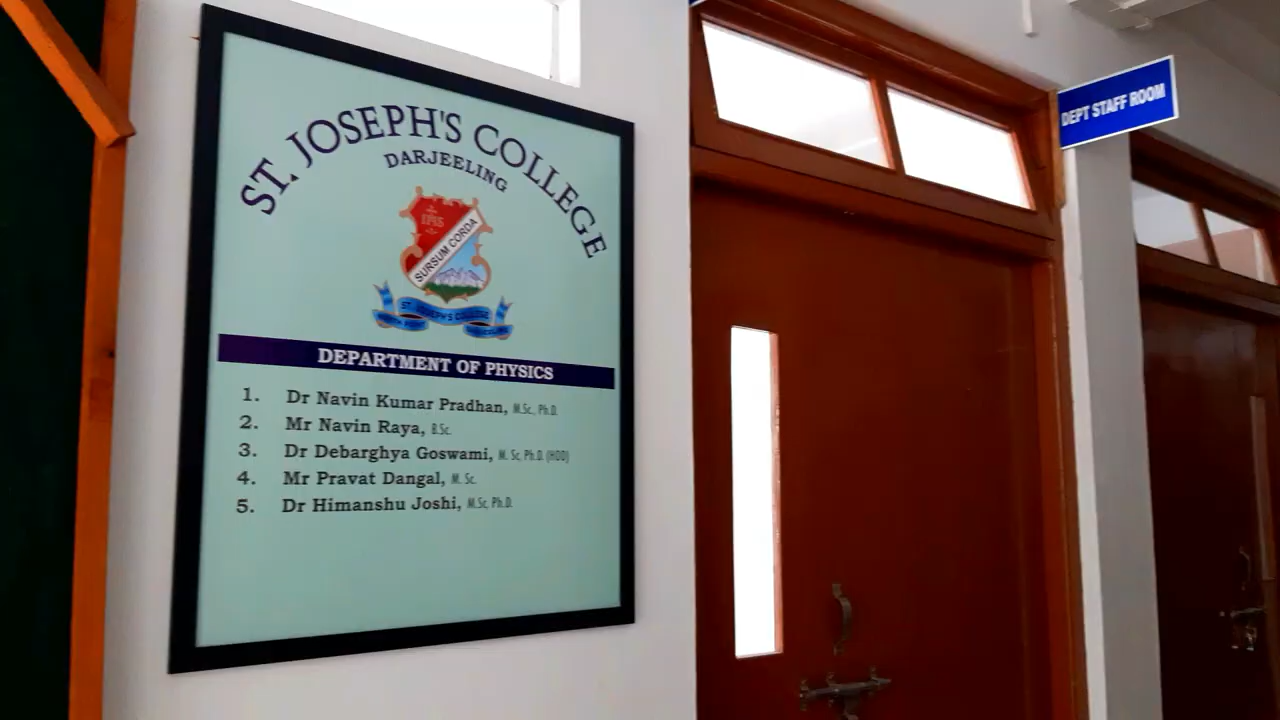 ST. JOSEPH'S COLLEGE
DARJEELING
SURSUM CORDA
ST. JOSEPH'S COLLEGE
DEPARTMENT OF PHYSICS
1. Dr Navin Kumar Pradhan, M.Sc., Ph.D.
2. Mr Navin Raya, B.Sc.
3. Dr Debarghya Goswami, M. Sc. Ph.D. (HOD)
4. Mr Pravat Dangal, M. Sc.
5. Dr Himanshu Joshi, M.Sc, Ph.D.
DEPT STAFF ROOM